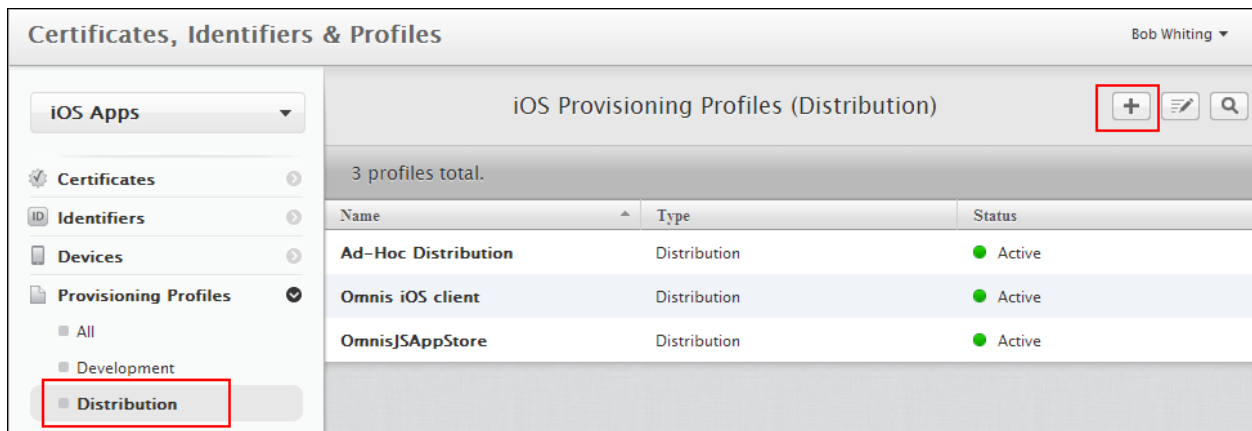 Certificates, Identifiers & Profiles
Bob Whiting
iOS Apps
iOS Provisioning Profiles (Distribution)
3 profiles total.
Certificates
ID Identifiers
Devices
Provisioning Profiles
All
Development
Distribution
Name Type Status
Ad-Hoc Distribution Distribution Active
Omnis iOS client Distribution Active
OmnisJSAppStore Distribution Active